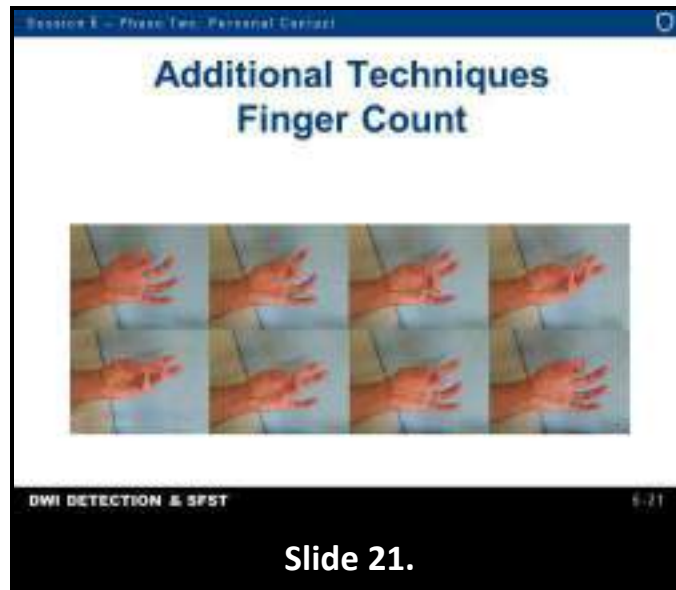 Session 6 – Phase Two: Personal Contact
Additional Techniques
Finger Count
DWI DETECTION & SFST
6-21
Slide 21.